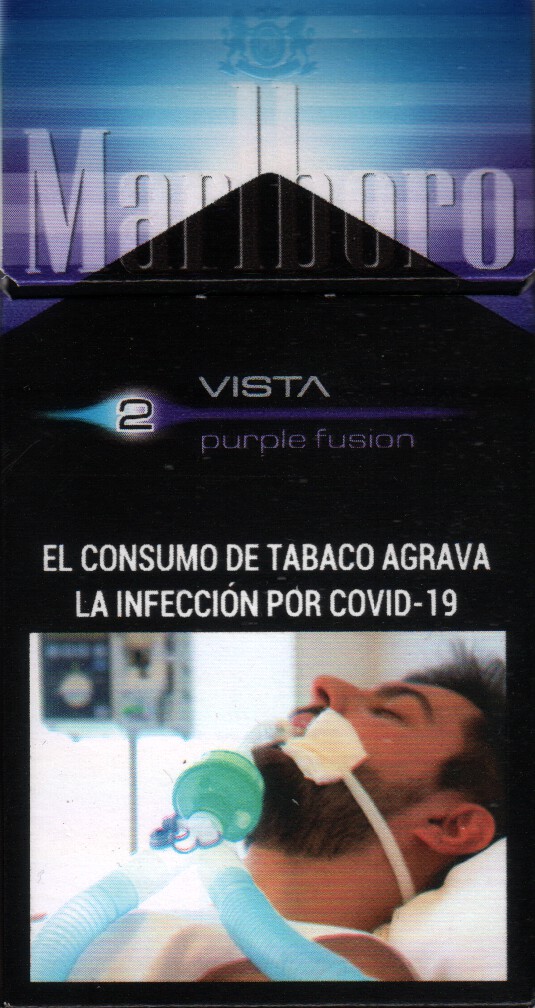 Marlboro
VISTA
2
purple fusion
EL CONSUMO DE TABACO AGRAVA
LA INFECCIÓN POR COVID-19